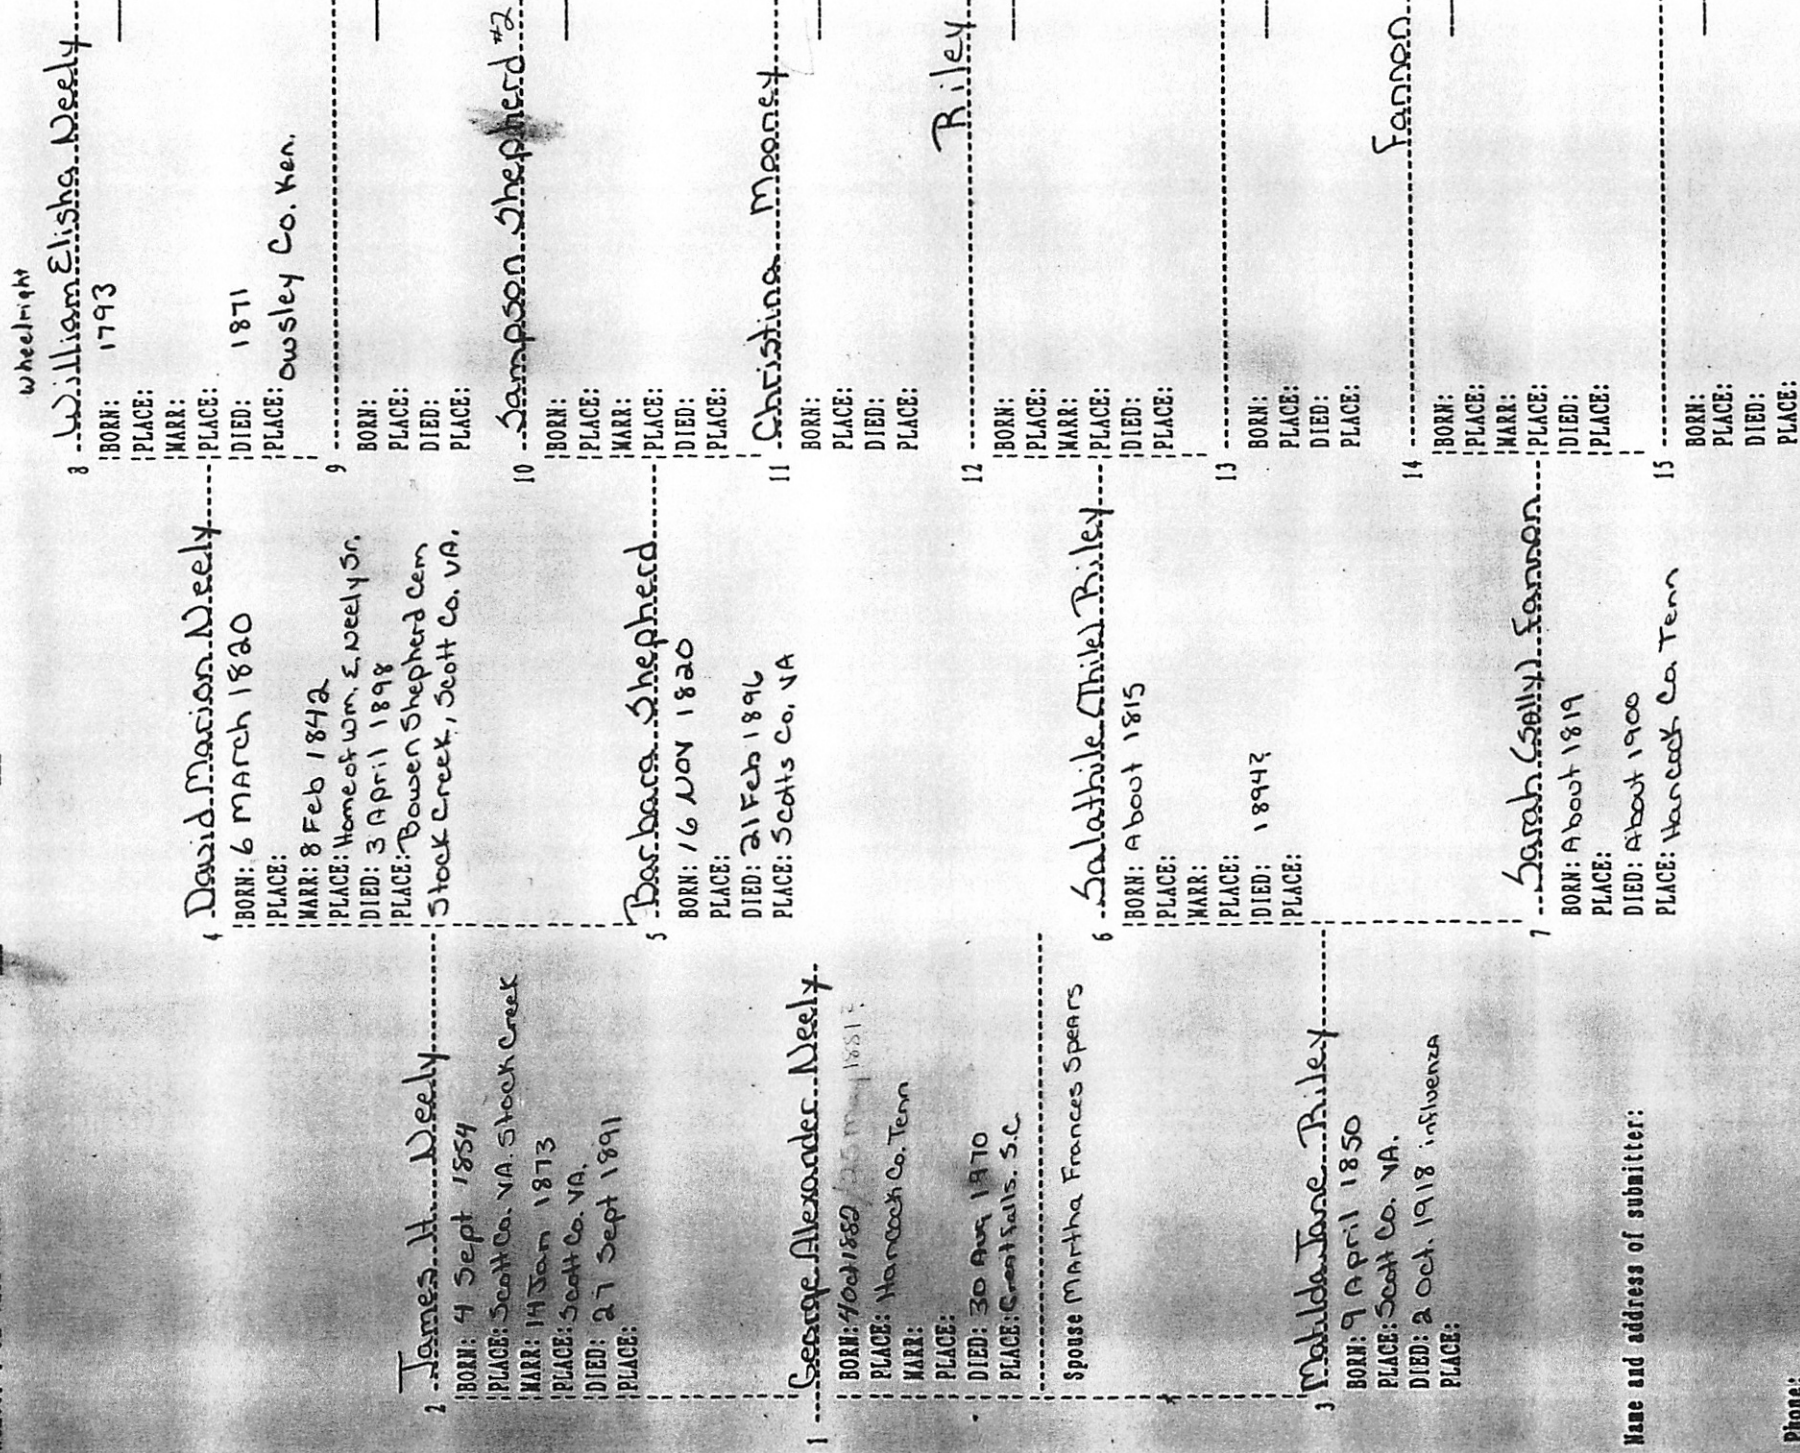 2 James H. Neely
BORN: 4 Sept 1854
PLACE: Scott Co. VA. Stock Creek
MARR: 14 Jan 1873
PLACE: Scott Co. VA.
DIED: 27 Sept 1891
PLACE:
1 George Alexander Neely
BORN: 4 Oct 1882 / 25 May 1881?
PLACE: Hancock Co. Tenn
MARR:
PLACE:
DIED: 30 Aug 1970
PLACE: Great Falls. S.C.
Spouse Martha Frances Spears
3 Matilda Jane Riley
BORN: 9 April 1850
PLACE: Scott Co. VA.
DIED: 2 Oct. 1918 influenza
PLACE:
Name and address of submitter:
Phone:
4 David Marion Neely
BORN: 6 March 1820
PLACE:
MARR: 8 Feb 1842
PLACE: Home of Wm. E. Neely Sr.
DIED: 3 April 1898
PLACE: Bowen Shepherd Cem
Stock Creek, Scott Co. VA.
5 Barbara Shepherd
BORN: 16 Nov 1820
PLACE:
DIED: 21 Feb 1896
PLACE: Scotts Co, VA
6 Salathile (Thile) Riley
BORN: About 1815
PLACE:
MARR:
PLACE:
DIED: 1894?
PLACE:
7 Sarah (Sally) Fannon
BORN: About 1819
PLACE:
DIED: About 1900
PLACE: Hancock Co. Tenn
wheelright
8 William Elisha Neely
BORN: 1793
PLACE:
MARR:
PLACE:
DIED: 1871
PLACE: Owsley Co. Ken.
9
BORN:
PLACE:
DIED:
PLACE:
10 Sampson Shepherd #2
BORN:
PLACE:
MARR:
PLACE:
DIED:
PLACE:
11 Christina Mooney
BORN:
PLACE:
DIED:
PLACE:
12 Riley
BORN:
PLACE:
MARR:
PLACE:
DIED:
PLACE:
13
BORN:
PLACE:
DIED:
PLACE:
14 Fannon
BORN:
PLACE:
MARR:
PLACE:
DIED:
PLACE:
15
BORN:
PLACE:
DIED:
PLACE: